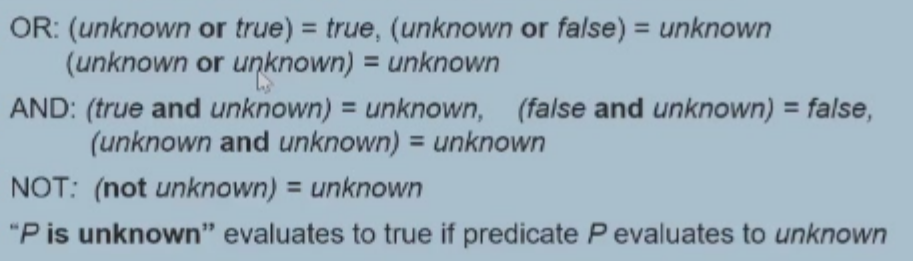 OR: (unknown or true) = true, (unknown or false) = unknown
(unknown or unknown) = unknown
AND: (true and unknown) = unknown, (false and unknown) = false,
(unknown and unknown) = unknown
NOT: (not unknown) = unknown
“P is unknown” evaluates to true if predicate P evaluates to unknown